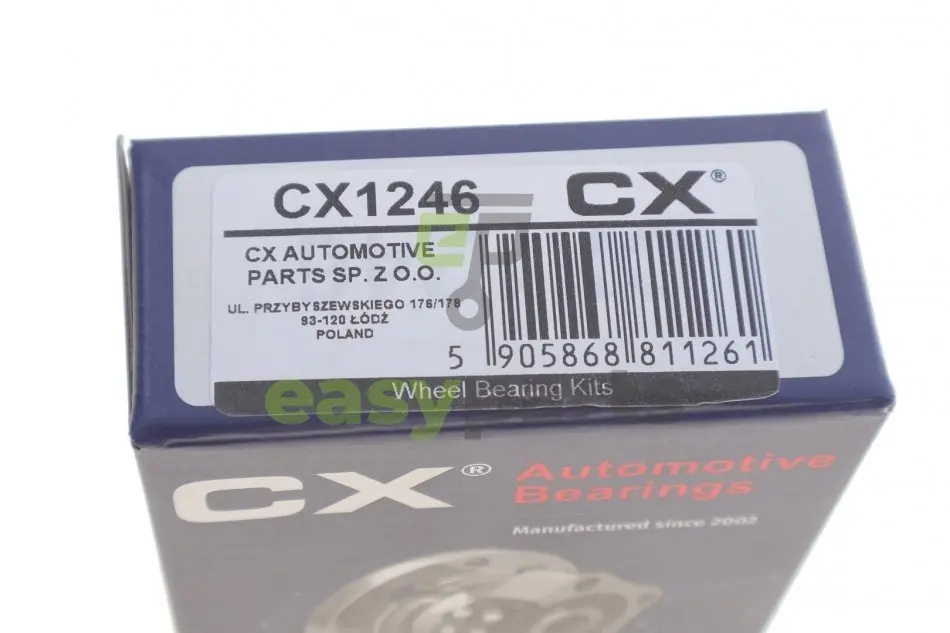 CX1246 CX®
CX AUTOMOTIVE
PARTS SP. Z O.O.
UL. PRZYBYSZEWSKIEGO 176/178
93-120 ŁÓDŹ
POLAND
5 905868 811261
Wheel Bearing Kits
easy
CX® Automotive
Bearings
Manufactured since 2002